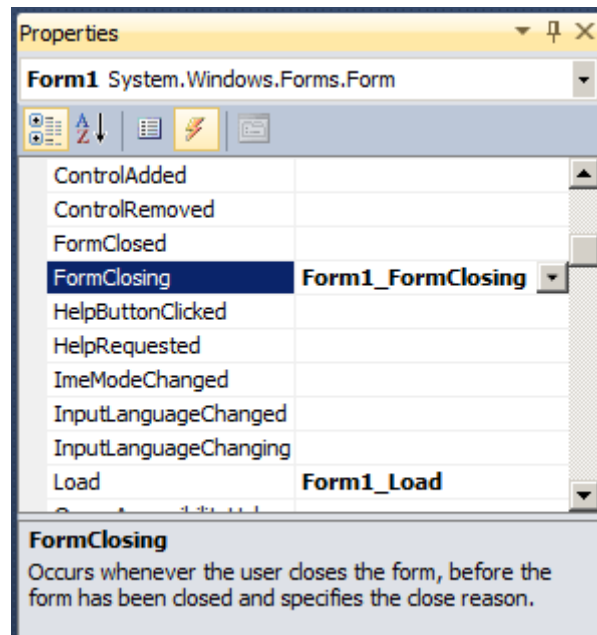 Properties
Form1 System.Windows.Forms.Form
ControlAdded
ControlRemoved
FormClosed
FormClosing Form1_FormClosing
HelpButtonClicked
HelpRequested
ImeModeChanged
InputLanguageChanged
InputLanguageChanging
Load Form1_Load
FormClosing
Occurs whenever the user closes the form, before the
form has been closed and specifies the close reason.